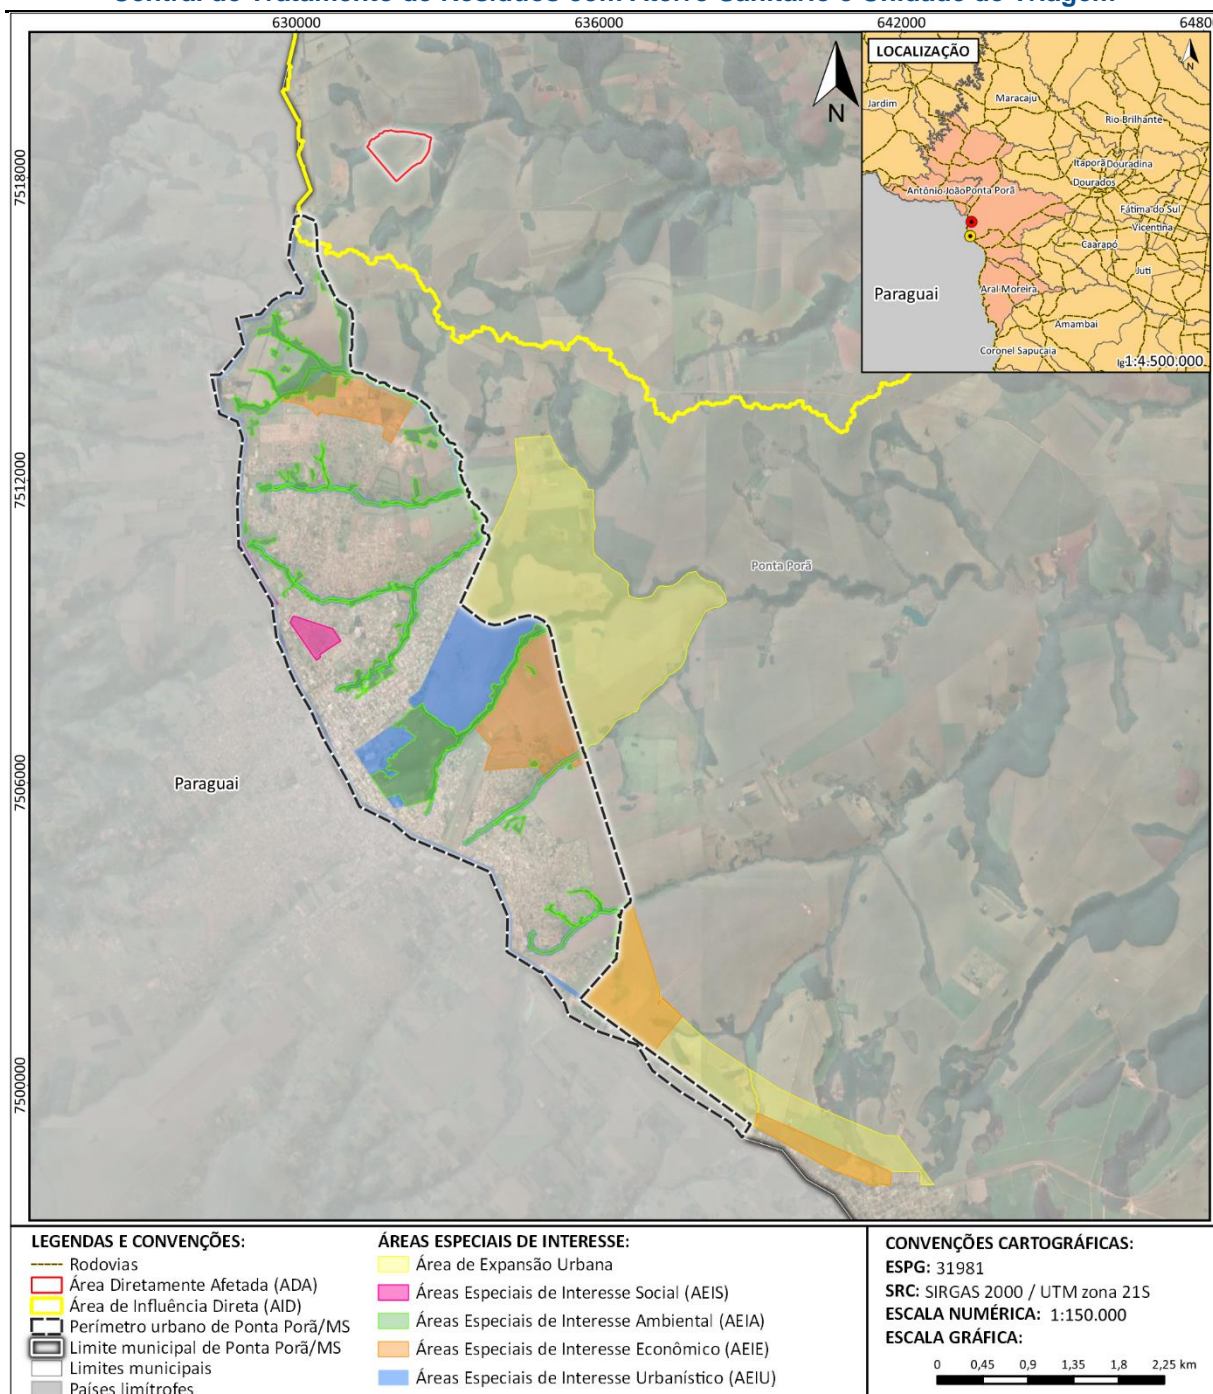 Central de Tratamento de Resíduos com Aterro Sanitário e Unidade de Triagem
630000
636000
642000
64800
7518000
7512000
7506000
7500000
N
LOCALIZAÇÃO
N
Jardim
Maracaju
Rio Brilhante
Itaporã
Douradina
Antônio João
Ponta Porã
Dourados
Fátima do Sul
Vicentina
Caarapó
Juti
Paraguai
Aral Moreira
Amambai
Coronel Sapucaia
1:4.500.000
Ponta Porã
Paraguai
LEGENDAS E CONVENÇÕES:
Rodovias
Área Diretamente Afetada (ADA)
Área de Influência Direta (AID)
Perímetro urbano de Ponta Porã/MS
Limite municipal de Ponta Porã/MS
Limites municipais
Países limítrofes
ÁREAS ESPECIAIS DE INTERESSE:
Área de Expansão Urbana
Áreas Especiais de Interesse Social (AEIS)
Áreas Especiais de Interesse Ambiental (AEIA)
Áreas Especiais de Interesse Econômico (AEIE)
Áreas Especiais de Interesse Urbanístico (AEIU)
CONVENÇÕES CARTOGRÁFICAS:
ESPG: 31981
SRC: SIRGAS 2000 / UTM zona 21S
ESCALA NUMÉRICA: 1:150.000
ESCALA GRÁFICA:
0 0,45 0,9 1,35 1,8 2,25 km